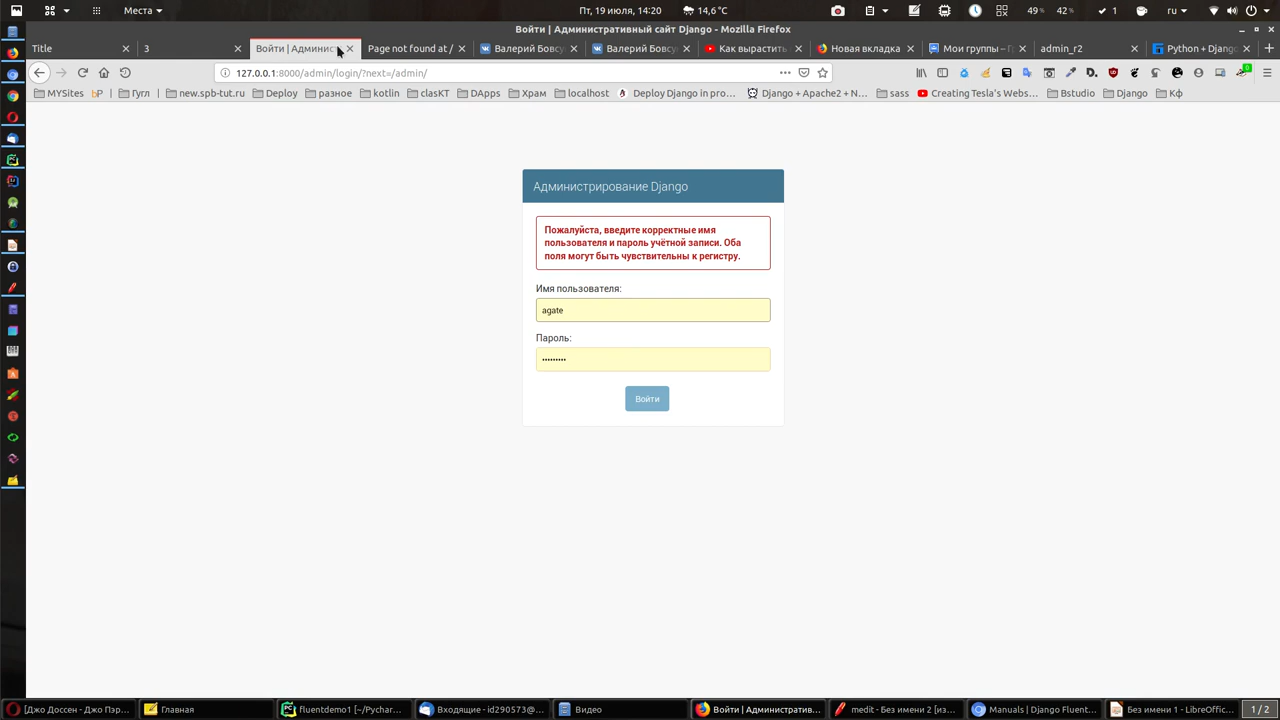 Места
Пт, 19 июля, 14:20
14,6°C
49 %
42 %
1
ru
Войти | Административный сайт Django - Mozilla Firefox
Title
3
Войти | Админис
Page not found at /
Валерий Бовсу
Валерий Бовсу
Как вырастить
Новая вкладка
Мои группы – Г
admin_r2
Python + Django
127.0.0.1:8000/admin/login/?next=/admin/
0
MYSites
ЬР
Гугл
new.spb-tut.ru
Deploy
разное
kotlin
clasKT
DApps
Храм
localhost
Deploy Django in pro…
Django + Apache2 + N…
sass
Creating Tesla's Webs…
Bstudio
Django
Кф
Администрирование Django
Пожалуйста, введите корректные имя
пользователя и пароль учётной записи. Оба
поля могут быть чувствительны к регистру.
Имя пользователя:
agate
Пароль:
•••••••••
Войти
[Джо Доссен - Джо Пэр...
Главная
fluentdemo1 [~/Pychar...
Входящие - id290573@...
Видео
Войти | Административ...
medit - Без имени 2 [из...
Manuals | Django Fluent...
Без имени 1 - LibreOffic...
1/2